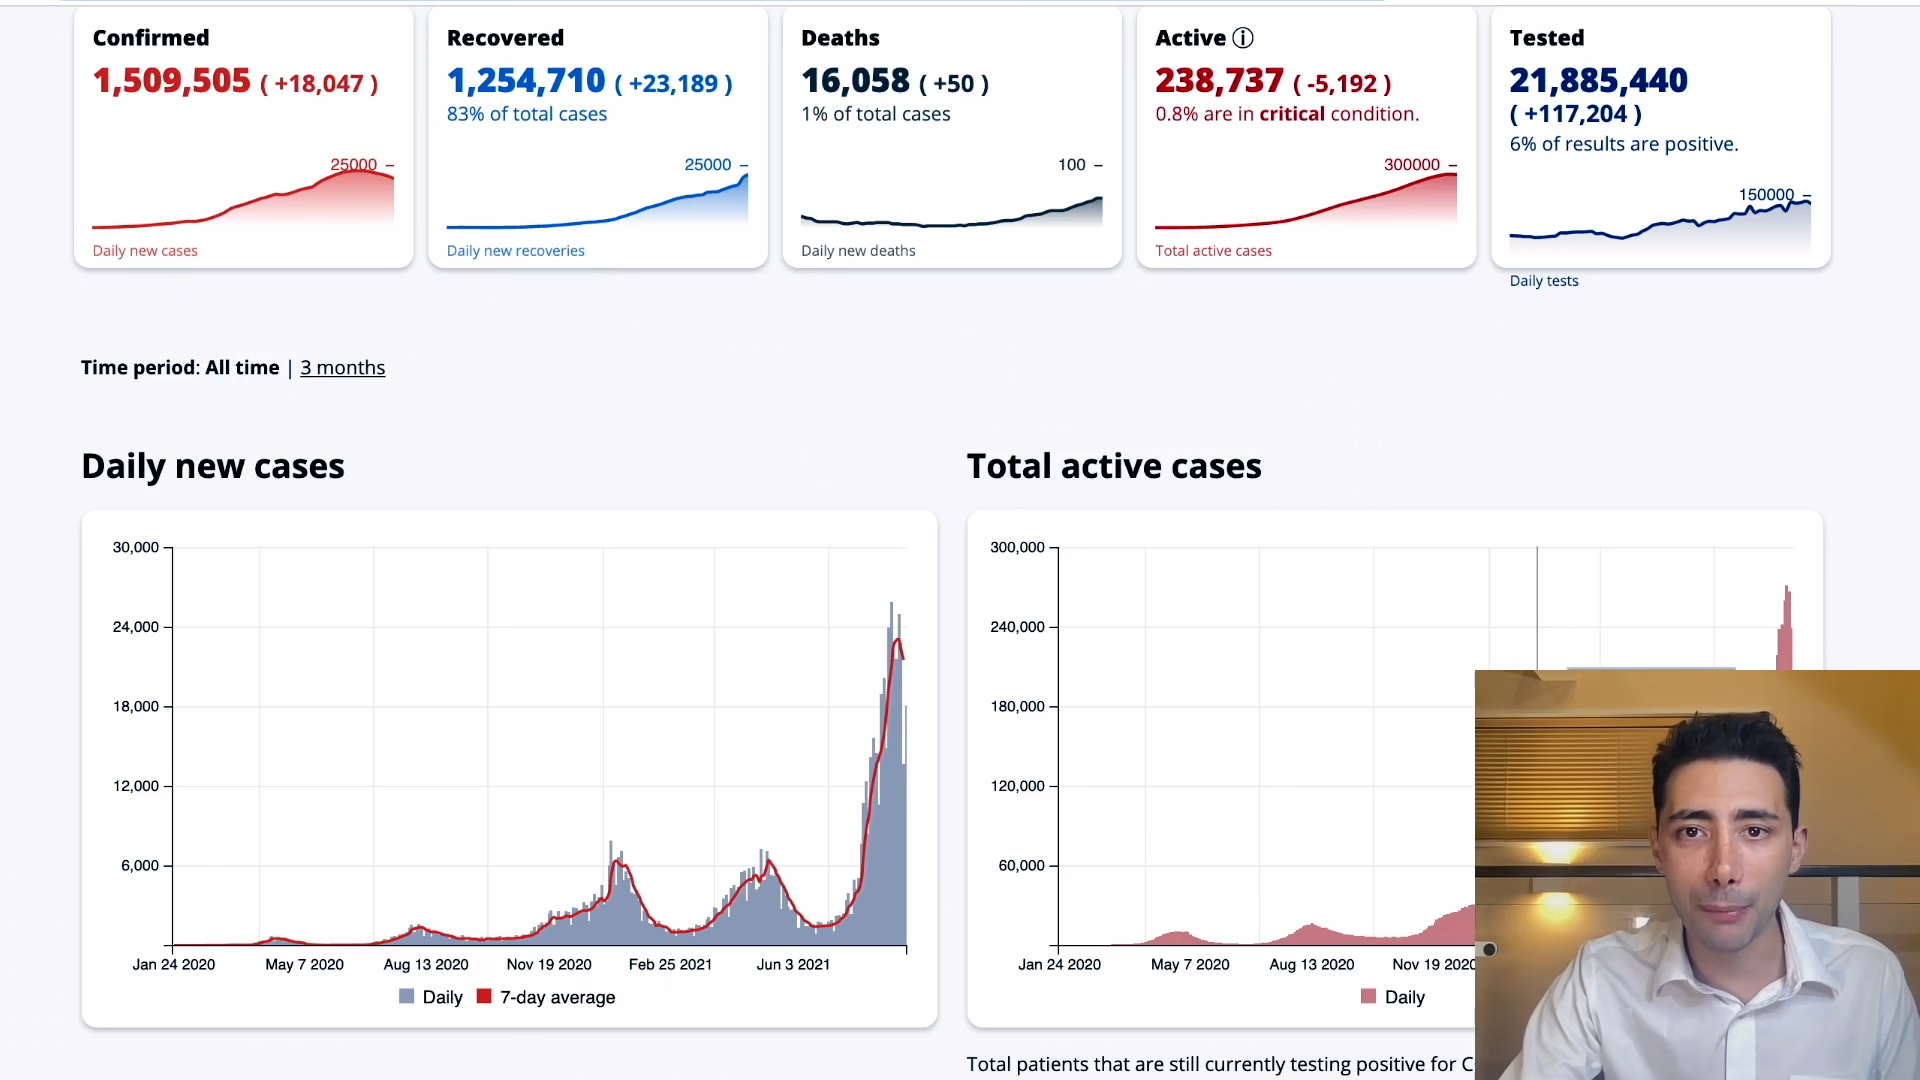 Confirmed
1,509,505 ( +18,047 )
25000
Daily new cases
Recovered
1,254,710 ( +23,189 )
83% of total cases
25000
Daily new recoveries
Deaths
16,058 ( +50 )
1% of total cases
100
Daily new deaths
Active ⓘ
238,737 ( -5,192 )
0.8% are in critical condition.
300000
Total active cases
Tested
21,885,440
( +117,204 )
6% of results are positive.
150000
Daily tests
Time period: All time | 3 months
Daily new cases
30,000
24,000
18,000
12,000
6,000
Jan 24 2020 May 7 2020 Aug 13 2020 Nov 19 2020 Feb 25 2021 Jun 3 2021
Daily 7-day average
Total active cases
300,000
240,000
180,000
120,000
60,000
Jan 24 2020 May 7 2020 Aug 13 2020 Nov 19 2020
Daily
Total patients that are still currently testing positive for C